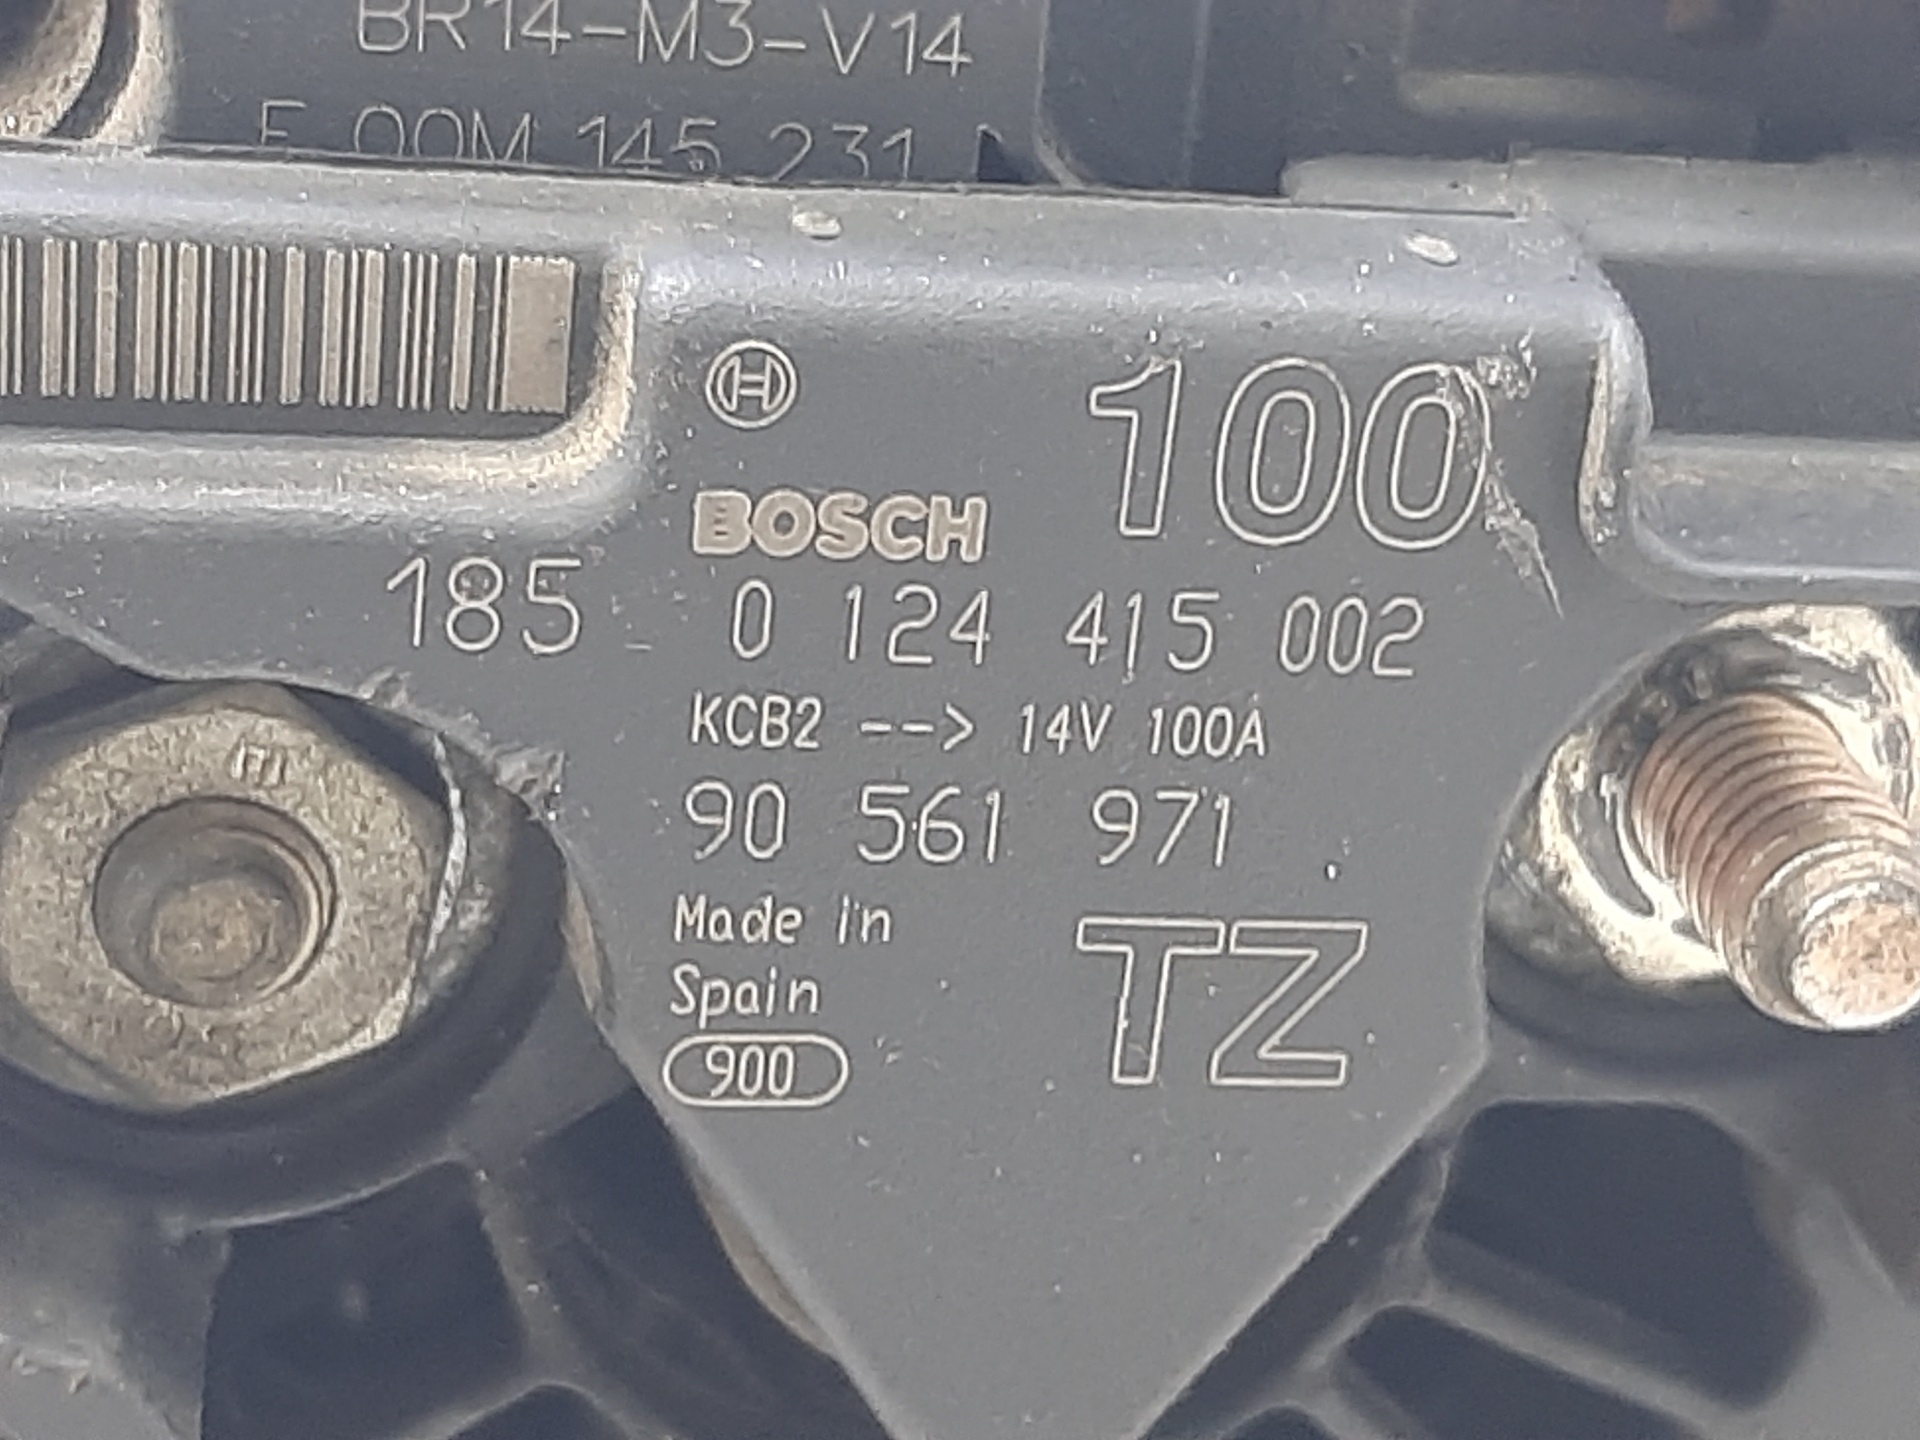 BR14-M3-V14
F 00M 145 231
100
BOSCH
185 0 124 415 002
KCB2 --> 14V 100A
90 561 971
Made in
Spain
TZ
900